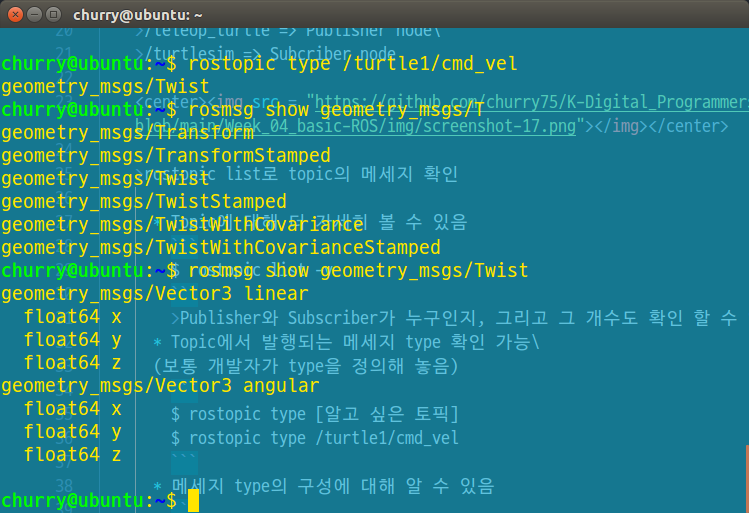 churry@ubuntu: ~
20 >/teleop_turtle => Publisher node\
21 >/turtlesim => Subcriber node
churry@ubuntu:~$ rostopic type /turtle1/cmd_vel
geometry_msgs/Twist
<center><img src = "https://github.com/churry75/K-Digital_Programmers
churry@ubuntu:~$ rosmsg show geometry_msgs/T
/main/Week_04_basic-ROS/img/screenshot-17.png"></img></center>
geometry_msgs/Transform
geometry_msgs/TransformStamped
>rostopic list로 topic의 메세지 확인
geometry_msgs/Twist
geometry_msgs/TwistStamped
* Topic에 대해 더 자세히 볼 수 있음
geometry_msgs/TwistWithCovariance
geometry_msgs/TwistWithCovarianceStamped
$ rostopic list
churry@ubuntu:~$ rosmsg show geometry_msgs/Twist
geometry_msgs/Vector3 linear
```
float64 x
>Publisher와 Subscriber가 누구인지, 그리고 그 개수도 확인 할 수
float64 y
* Topic에서 발행되는 메세지 type 확인 가능\
float64 z
(보통 개발자가 type을 정의해 놓음)
geometry_msgs/Vector3 angular
float64 x
$ rostopic type [알고 싶은 토픽]
float64 y
$ rostopic type /turtle1/cmd_vel
float64 z
37 ```
38 * 메세지 type의 구성에 대해 알 수 있음
churry@ubuntu:~$